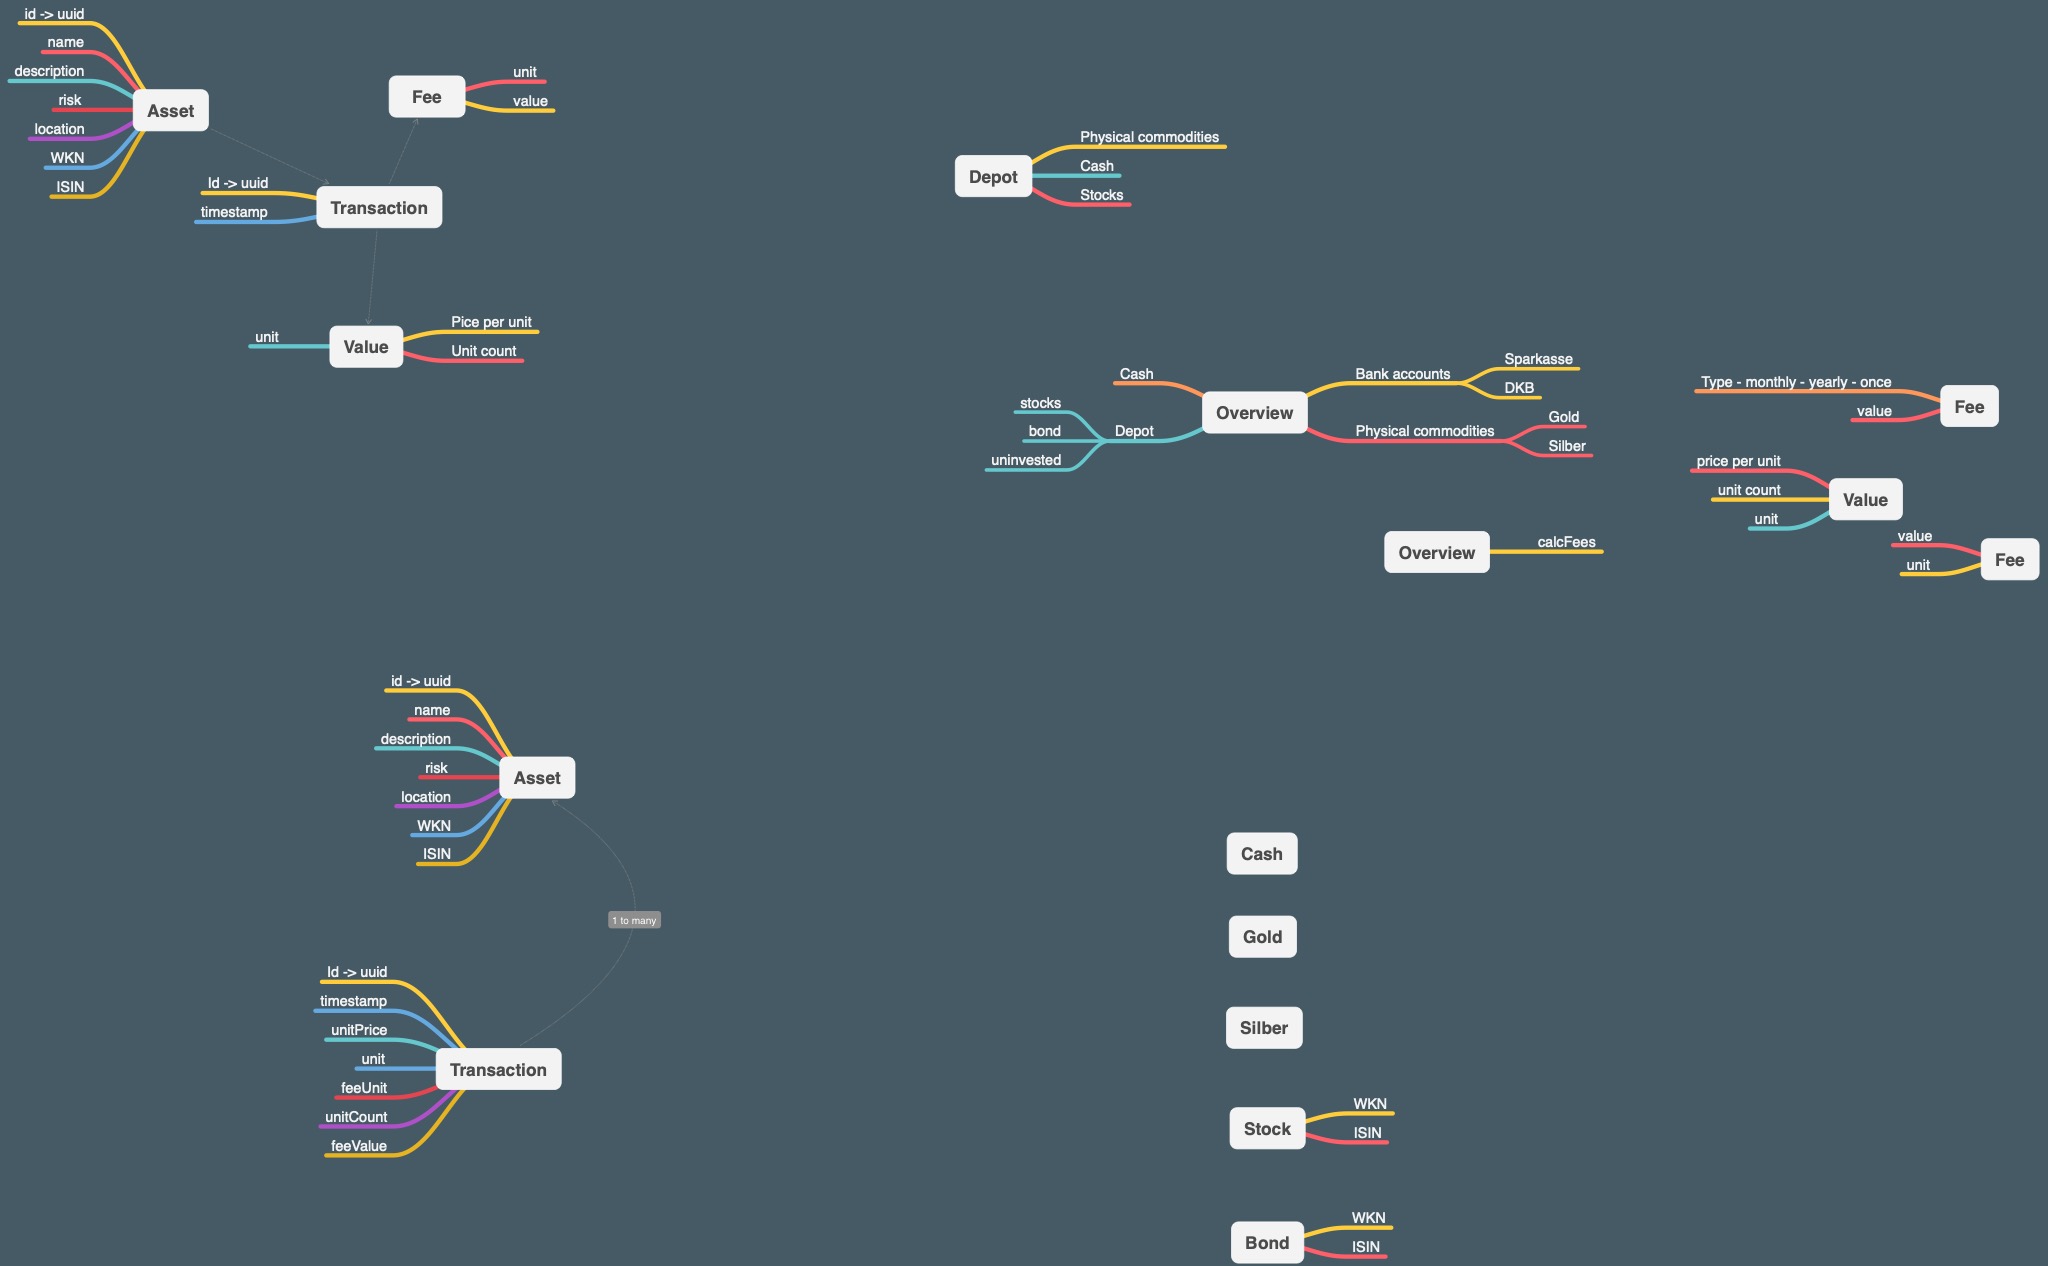 id -> uuid
name
description
risk
location
WKN
ISIN
Asset
Fee
unit
value
Id -> uuid
timestamp
Transaction
unit
Value
Pice per unit
Unit count
Depot
Physical commodities
Cash
Stocks
Cash
stocks
bond
uninvested
Depot
Overview
Bank accounts
Sparkasse
DKB
Physical commodities
Gold
Silber
Type - monthly - yearly - once
value
Fee
price per unit
unit count
unit
Value
value
unit
Fee
Overview
calcFees
id -> uuid
name
description
risk
location
WKN
ISIN
Asset
1 to many
Id -> uuid
timestamp
unitPrice
unit
feeUnit
unitCount
feeValue
Transaction
Cash
Gold
Silber
Stock
WKN
ISIN
Bond
WKN
ISIN